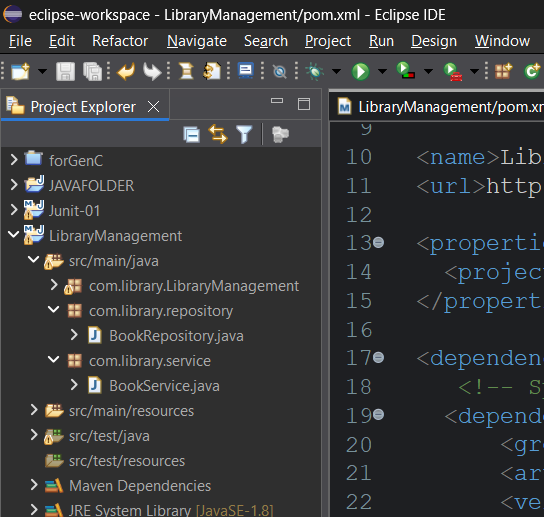 eclipse-workspace - LibraryManagement/pom.xml - Eclipse IDE
File Edit Refactor Navigate Search Project Run Design Window
Project Explorer
LibraryManagement/pom.xm
forGenC
JAVAFOLDER
Junit-01
LibraryManagement
src/main/java
com.library.LibraryManagement
com.library.repository
BookRepository.java
com.library.service
BookService.java
src/main/resources
src/test/java
src/test/resources
Maven Dependencies
JRE System Library [JavaSE-1.8]
9
10 <name>Lib
11 <url>http
12
13 <properti
14 <project
15 </propert
16
17 <dependen
18 <!-- Sp
19 <depend
20 <gr
21 <ar
22 <ve